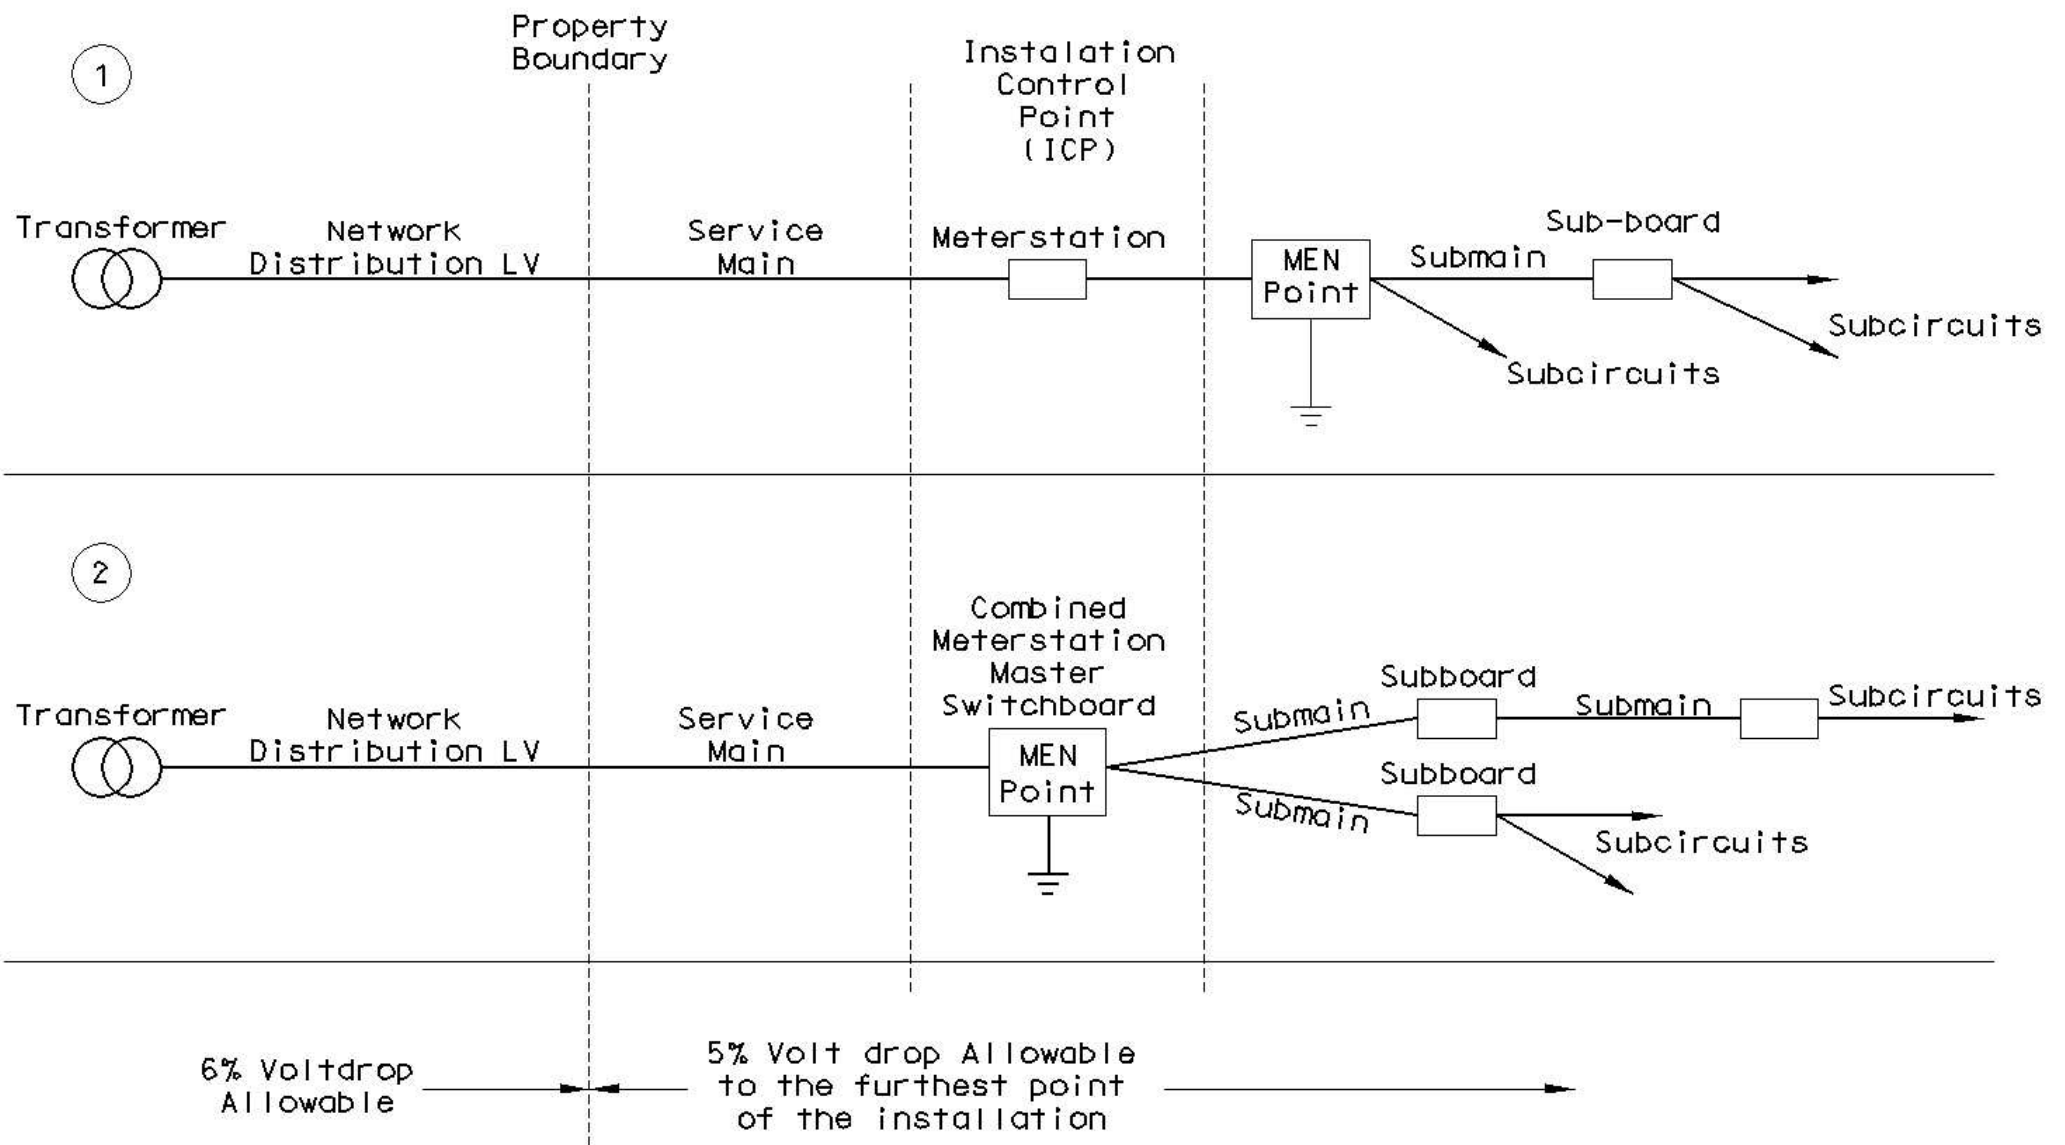 1
Property
Boundary
Instalation
Control
Point
(ICP)
Transformer
Network
Distribution LV
Service
Main
Meterstation
MEN
Point
Submain
Sub-board
Subcircuits
Subcircuits
2
Combined
Meterstation
Master
Switchboard
Transformer
Network
Distribution LV
Service
Main
MEN
Point
Submain
Subboard
Submain
Subcircuits
Submain
Subboard
Subcircuits
6% Voltdrop
Allowable
5% Volt drop Allowable
to the furthest point
of the installation